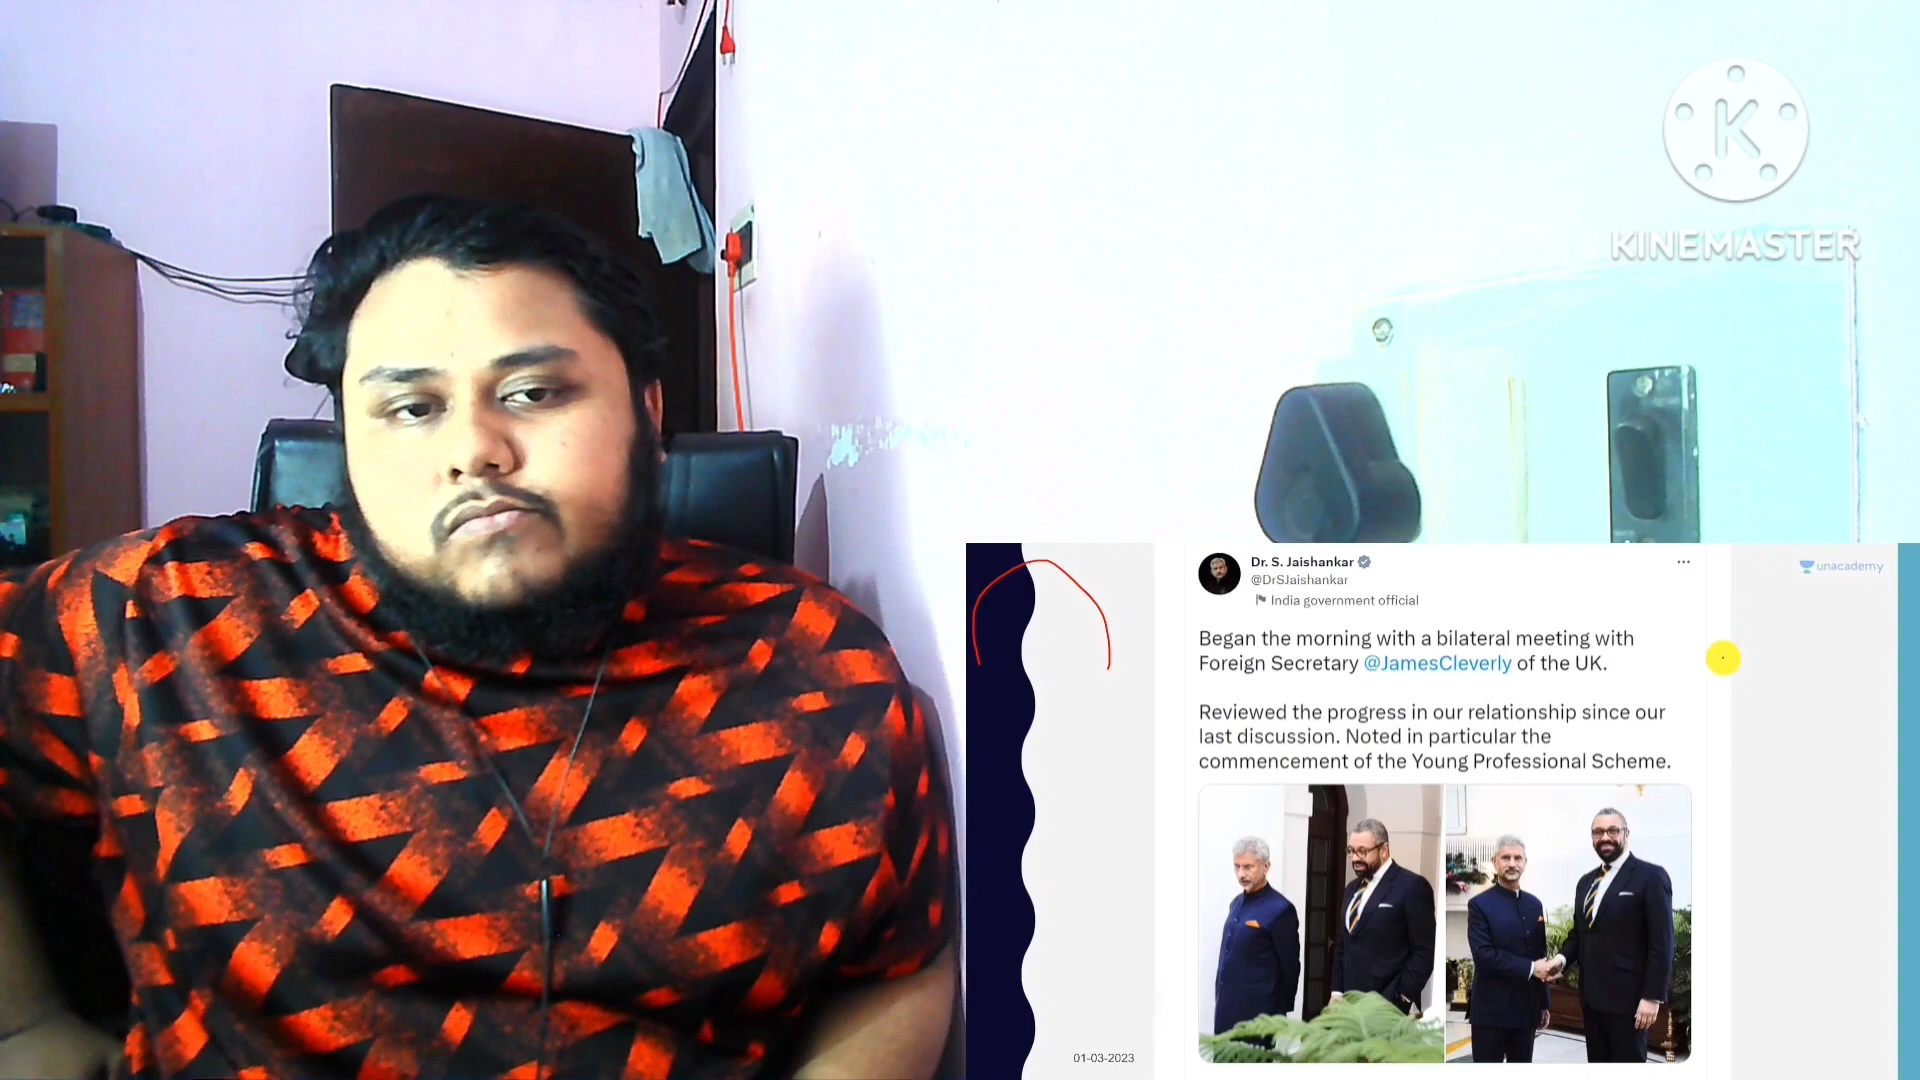 KINEMASTER
Dr. S. Jaishankar
@DrSJaishankar
India government official
unacademy
Began the morning with a bilateral meeting with
Foreign Secretary @JamesCleverly of the UK.
Reviewed the progress in our relationship since our
last discussion. Noted in particular the
commencement of the Young Professional Scheme.
01-03-2023